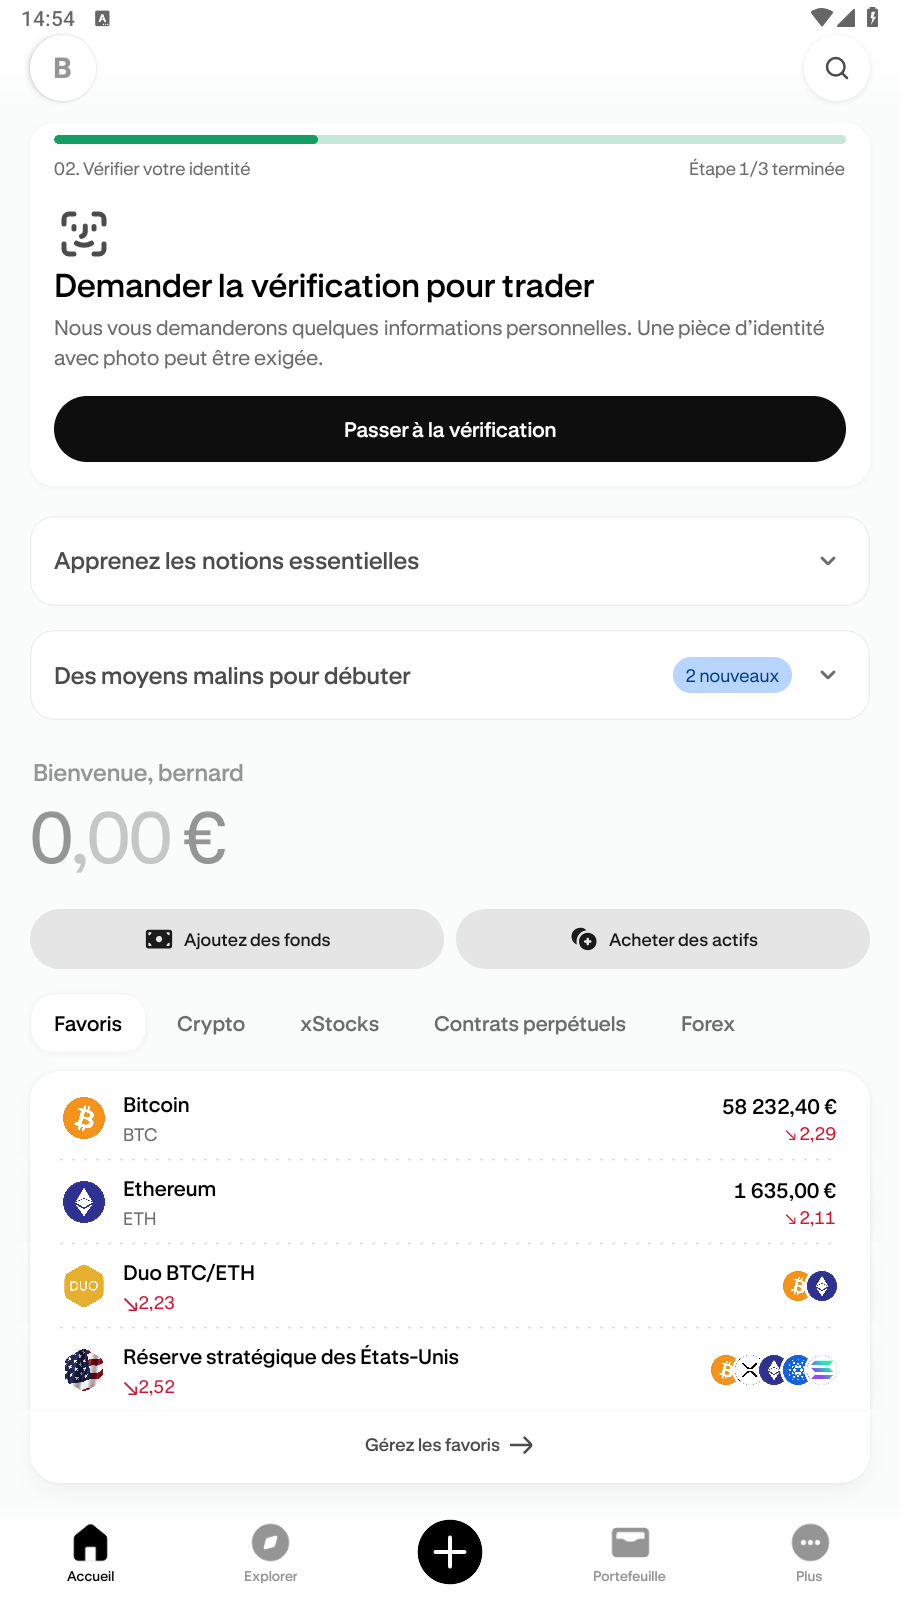 14:54
A
B
02. Vérifier votre identité
Étape 1/3 terminée
Demander la vérification pour trader
Nous vous demanderons quelques informations personnelles. Une pièce d'identité
avec photo peut être exigée.
Passer à la vérification
Apprenez les notions essentielles
Des moyens malins pour débuter
2 nouveaux
Bienvenue, bernard
0,00 €
Ajoutez des fonds
Acheter des actifs
Favoris
Crypto
xStocks
Contrats perpétuels
Forex
Bitcoin
58 232,40 €
BTC
↘2,29
Ethereum
1 635,00 €
ETH
↘2,11
DUO
Duo BTC/ETH
↘2,23
Réserve stratégique des États-Unis
↘2,52
Gérez les favoris →
Accueil
Explorer
Portefeuille
Plus